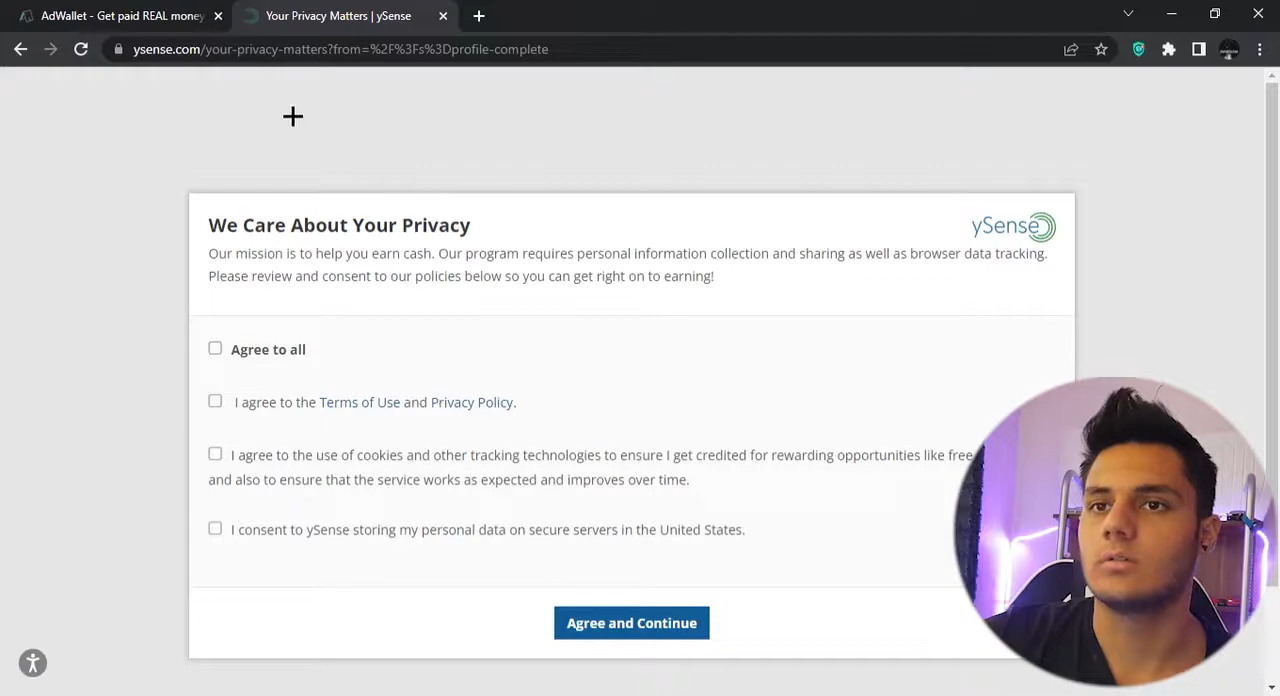 AdWallet - Get paid REAL money
Your Privacy Matters | ySense
ysense.com/your-privacy-matters?from=%2F%3Fs%3Dprofile-complete
We Care About Your Privacy
ySense
Our mission is to help you earn cash. Our program requires personal information collection and sharing as well as browser data tracking.
Please review and consent to our policies below so you can get right on to earning!
Agree to all
I agree to the Terms of Use and Privacy Policy.
I agree to the use of cookies and other tracking technologies to ensure I get credited for rewarding opportunities like free
and also to ensure that the service works as expected and improves over time.
I consent to ySense storing my personal data on secure servers in the United States.
Agree and Continue